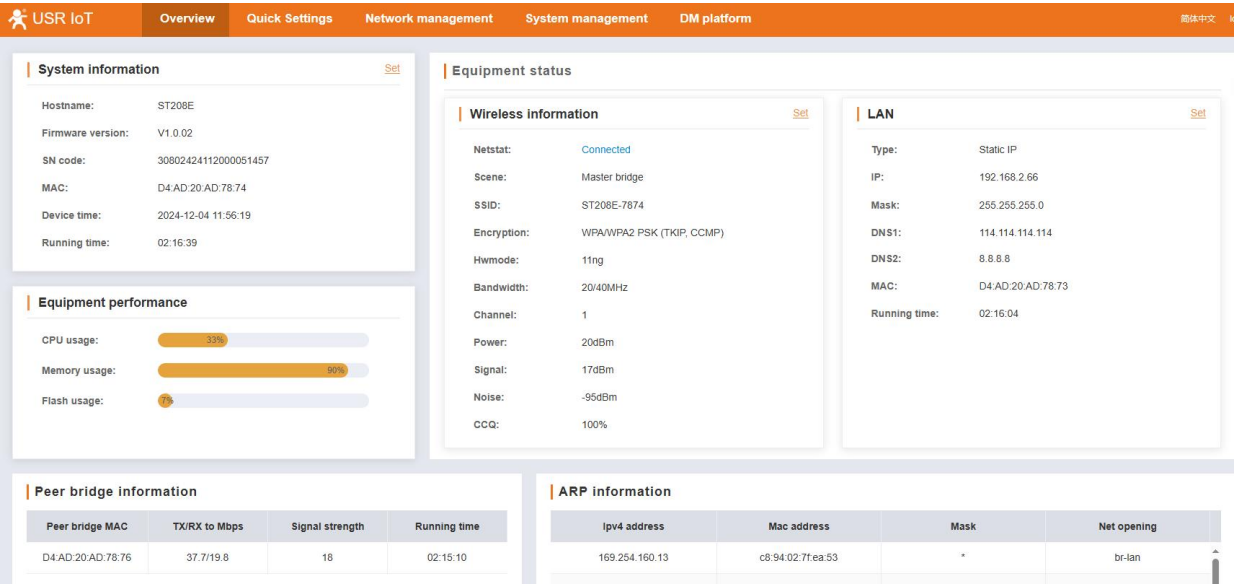 USR IoT Overview Quick Settings Network management System management DM platform 简体中文
System information Set
Hostname: ST208E
Firmware version: V1.0.02
SN code: 30802424112000051457
MAC: D4:AD:20:AD:78:74
Device time: 2024-12-04 11:56:19
Running time: 02:16:39
Equipment performance
CPU usage: 33%
Memory usage: 90%
Flash usage: 7%
Equipment status
Wireless information Set
Netstat: Connected
Scene: Master bridge
SSID: ST208E-7874
Encryption: WPA/WPA2 PSK (TKIP, CCMP)
Hwmode: 11ng
Bandwidth: 20/40MHz
Channel: 1
Power: 20dBm
Signal: 17dBm
Noise: -95dBm
CCQ: 100%
LAN Set
Type: Static IP
IP: 192.168.2.66
Mask: 255.255.255.0
DNS1: 114.114.114.114
DNS2: 8.8.8.8
MAC: D4:AD:20:AD:78:73
Running time: 02:16:04
Peer bridge information
Peer bridge MAC TX/RX to Mbps Signal strength Running time
D4:AD:20:AD:78:76 37.7/19.8 18 02:15:10
ARP information
Ipv4 address Mac address Mask Net opening
169.254.160.13 c8:94:02:7f:ea:53 * br-lan